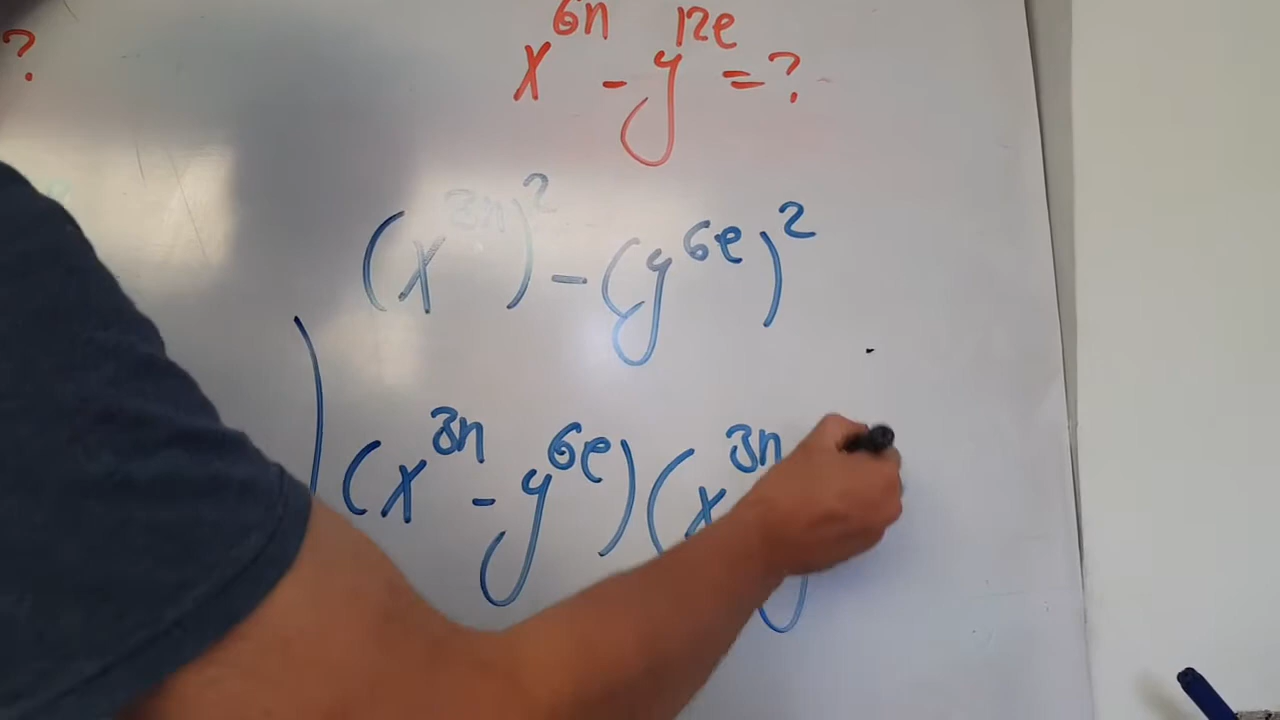 ?
x^{6n} - y^{12e} = ?
(x^{3n})^2 - (y^{6e})^2
(x^{3n} - y^{6e})(x^{3n} y